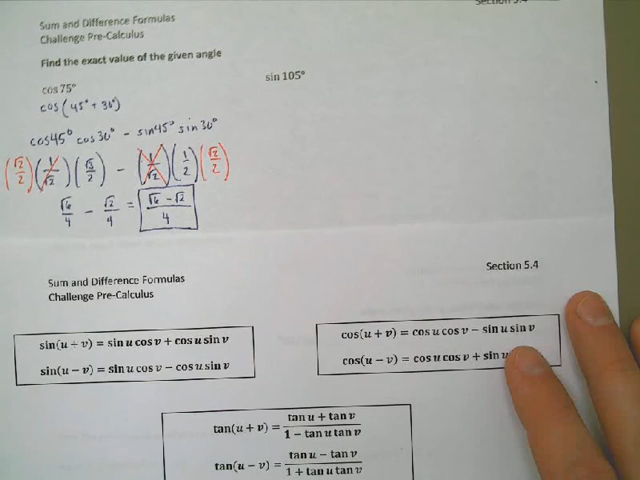 Section 5.4
Sum and Difference Formulas
Challenge Pre-Calculus
Find the exact value of the given angle
cos 75°
sin 105°
cos (45° + 30°)
cos45° cos30° - sin45° sin30°
(√2/2) (1/√2) (√3/2) - (1/√2) (1/2) (√2/2)
√6/4 - √2/4 = (√6 - √2)/4
Section 5.4
Sum and Difference Formulas
Challenge Pre-Calculus
sin(u + v) = sin u cos v + cos u sin v
sin(u − v) = sin u cos v − cos u sin v
cos(u + v) = cos u cos v − sin u sin v
cos(u − v) = cos u cos v + sin u
tan(u + v) = (tan u + tan v)/(1 − tan u tan v)
tan(u − v) = (tan u − tan v)/(1 + tan u tan v)